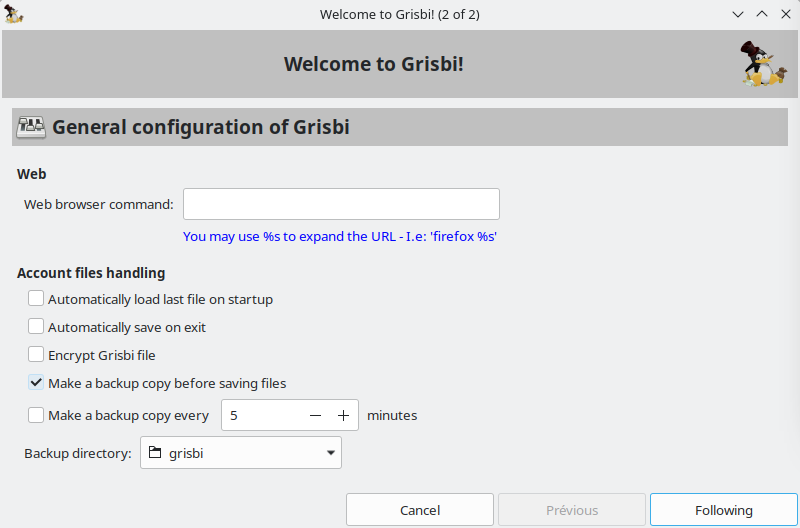 Welcome to Grisbi! (2 of 2)
Welcome to Grisbi!
General configuration of Grisbi
Web
Web browser command:
You may use %s to expand the URL - I.e: 'firefox %s'
Account files handling
Automatically load last file on startup
Automatically save on exit
Encrypt Grisbi file
Make a backup copy before saving files
Make a backup copy every 5 minutes
Backup directory: grisbi
Cancel Prévious Following